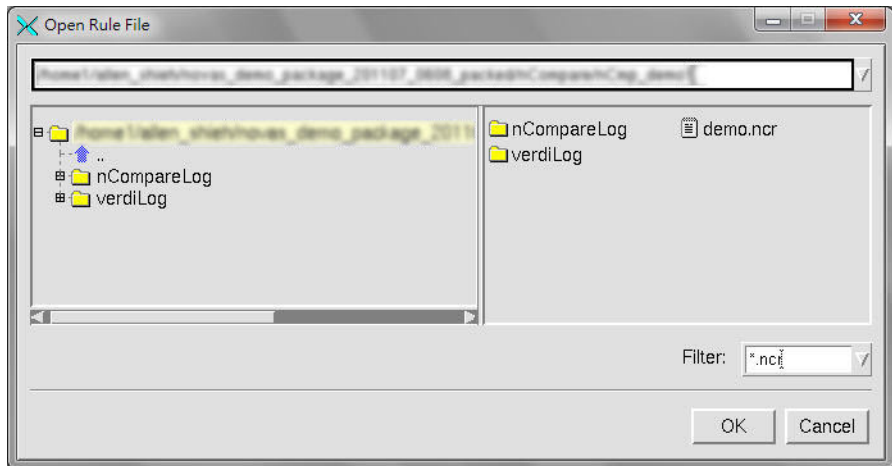 Open Rule File
..
nCompareLog
verdiLog
nCompareLog
demo.ncr
verdiLog
Filter:
*.ncr
OK
Cancel